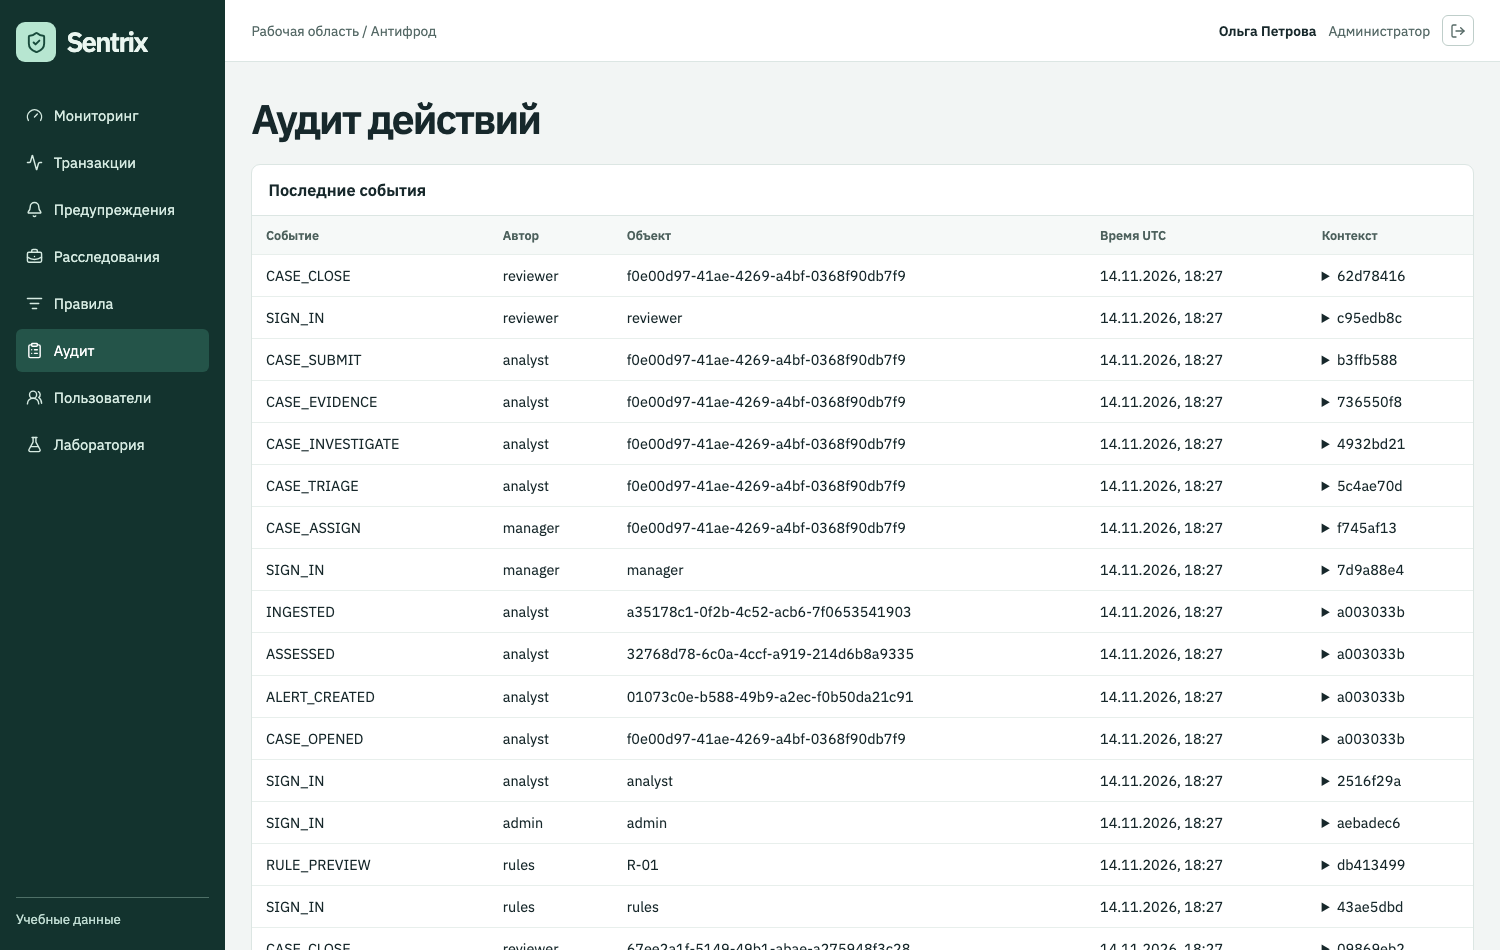 Sentrix
Рабочая область / Антифрод
Ольга Петрова Администратор
Мониторинг
Транзакции
Предупреждения
Расследования
Правила
Аудит
Пользователи
Лаборатория
Учебные данные
Аудит действий
Последние события
Событие Автор Объект Время UTC Контекст
CASE_CLOSE reviewer f0e00d97-41ae-4269-a4bf-0368f90db7f9 14.11.2026, 18:27 62d78416
SIGN_IN reviewer reviewer 14.11.2026, 18:27 c95edb8c
CASE_SUBMIT analyst f0e00d97-41ae-4269-a4bf-0368f90db7f9 14.11.2026, 18:27 b3ffb588
CASE_EVIDENCE analyst f0e00d97-41ae-4269-a4bf-0368f90db7f9 14.11.2026, 18:27 736550f8
CASE_INVESTIGATE analyst f0e00d97-41ae-4269-a4bf-0368f90db7f9 14.11.2026, 18:27 4932bd21
CASE_TRIAGE analyst f0e00d97-41ae-4269-a4bf-0368f90db7f9 14.11.2026, 18:27 5c4ae70d
CASE_ASSIGN manager f0e00d97-41ae-4269-a4bf-0368f90db7f9 14.11.2026, 18:27 f745af13
SIGN_IN manager manager 14.11.2026, 18:27 7d9a88e4
INGESTED analyst a35178c1-0f2b-4c52-acb6-7f0653541903 14.11.2026, 18:27 a003033b
ASSESSED analyst 32768d78-6c0a-4ccf-a919-214d6b8a9335 14.11.2026, 18:27 a003033b
ALERT_CREATED analyst 01073c0e-b588-49b9-a2ec-f0b50da21c91 14.11.2026, 18:27 a003033b
CASE_OPENED analyst f0e00d97-41ae-4269-a4bf-0368f90db7f9 14.11.2026, 18:27 a003033b
SIGN_IN analyst analyst 14.11.2026, 18:27 2516f29a
SIGN_IN admin admin 14.11.2026, 18:27 aebadec6
RULE_PREVIEW rules R-01 14.11.2026, 18:27 db413499
SIGN_IN rules rules 14.11.2026, 18:27 43ae5dbd
CASE_CLOSE reviewer 14.11.2026, 18:27